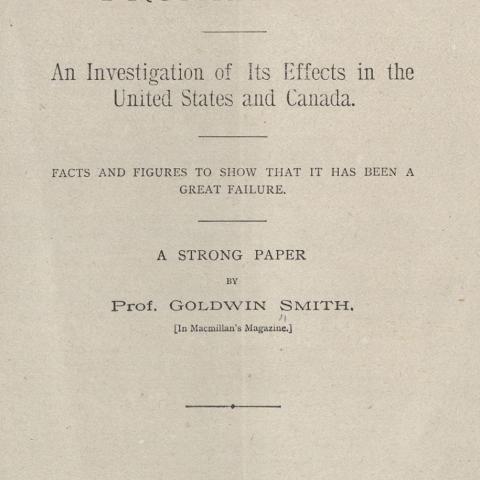 An Investigation of Its Effects in the
United States and Canada.
FACTS AND FIGURES TO SHOW THAT IT HAS BEEN A
GREAT FAILURE.
A STRONG PAPER
BY
Prof. GOLDWIN SMITH.
[In Macmillan's Magazine.]